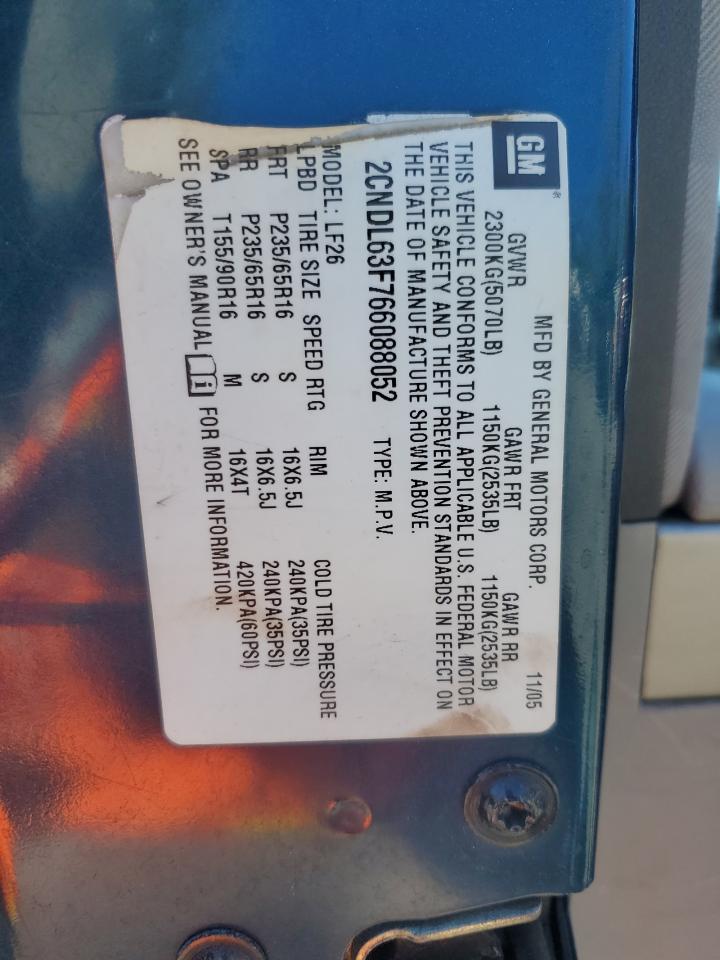 GM
MFD BY GENERAL MOTORS CORP. 11/05
GVWR GAWR FRT GAWR RR
2300KG(5070LB) 1150KG(2535LB) 1150KG(2535LB)
THIS VEHICLE CONFORMS TO ALL APPLICABLE U.S. FEDERAL MOTOR
VEHICLE SAFETY AND THEFT PREVENTION STANDARDS IN EFFECT ON
THE DATE OF MANUFACTURE SHOWN ABOVE.
2CNDL63F766088052 TYPE: M.P.V.
MODEL: LF26
LPBD TIRE SIZE SPEED RTG RIM COLD TIRE PRESSURE
FRT P235/65R16 S 16X6.5J 240KPA(35PSI)
RR P235/65R16 S 16X6.5J 240KPA(35PSI)
SPA T155/90R16 M 16X4T 420KPA(60PSI)
SEE OWNER'S MANUAL i FOR MORE INFORMATION.